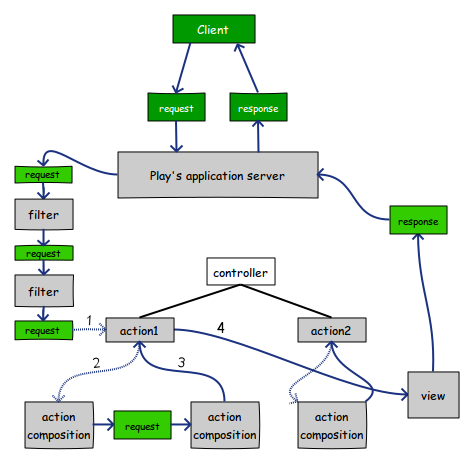 Client
request
response
Play's application server
request
filter
response
request
controller
filter
request
1
action1
4
action2
2
3
view
action
composition
request
action
composition
action
composition